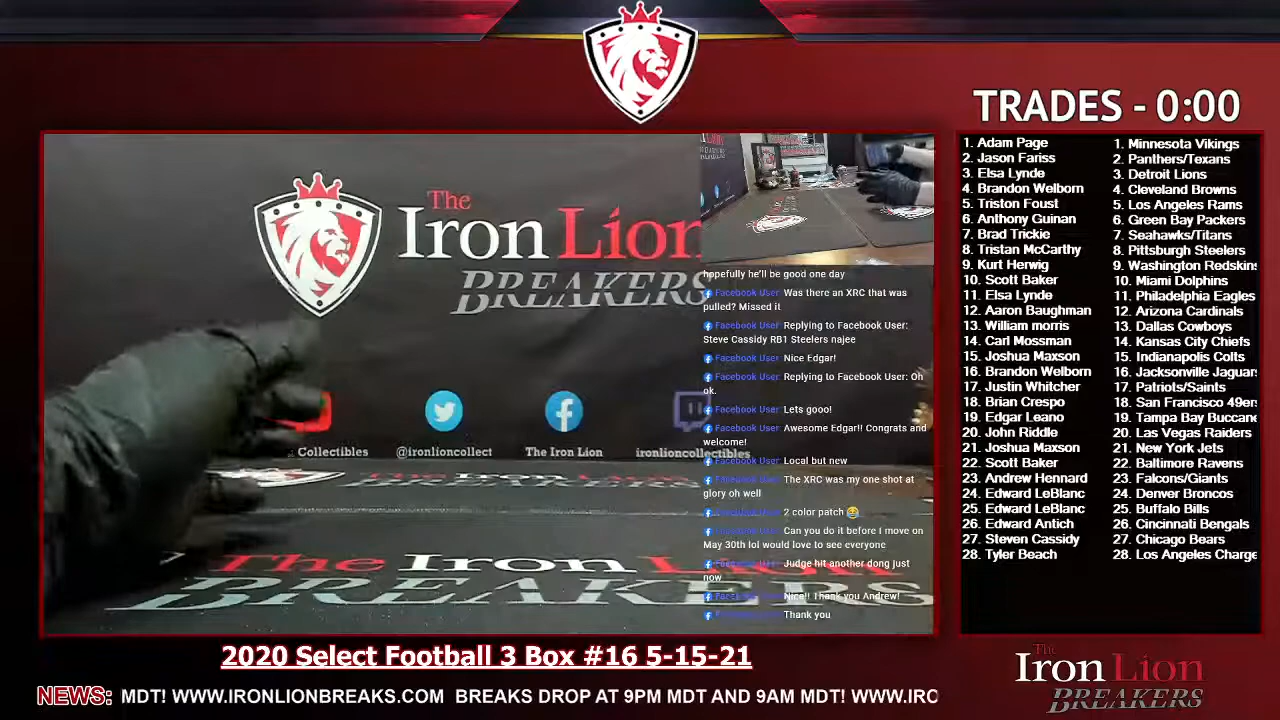 TRADES - 0:00
1. Adam Page
2. Jason Fariss
3. Elsa Lynde
4. Brandon Welborn
5. Triston Foust
6. Anthony Guinan
7. Brad Trickie
8. Tristan McCarthy
9. Kurt Herwig
10. Scott Baker
11. Elsa Lynde
12. Aaron Baughman
13. William morris
14. Carl Mossman
15. Joshua Maxson
16. Brandon Welborn
17. Justin Whitcher
18. Brian Crespo
19. Edgar Leano
20. John Riddle
21. Joshua Maxson
22. Scott Baker
23. Andrew Hennard
24. Edward LeBlanc
25. Edward LeBlanc
26. Edward Antich
27. Steven Cassidy
28. Tyler Beach
1. Minnesota Vikings
2. Panthers/Texans
3. Detroit Lions
4. Cleveland Browns
5. Los Angeles Rams
6. Green Bay Packers
7. Seahawks/Titans
8. Pittsburgh Steelers
9. Washington Redskins
10. Miami Dolphins
11. Philadelphia Eagles
12. Arizona Cardinals
13. Dallas Cowboys
14. Kansas City Chiefs
15. Indianapolis Colts
16. Jacksonville Jaguar
17. Patriots/Saints
18. San Francisco 49er
19. Tampa Bay Buccane
20. Las Vegas Raiders
21. New York Jets
22. Baltimore Ravens
23. Falcons/Giants
24. Denver Broncos
25. Buffalo Bills
26. Cincinnati Bengals
27. Chicago Bears
28. Los Angeles Charge
The
Iron Lion
BREAKERS
Collectibles
@ironlioncollect
The Iron Lion
ironlioncollectibles
The Iron Lion
BREAKERS
hopefully he'll be good one day
Facebook User Was there an XRC that was
pulled? Missed it
Facebook User Replying to Facebook User:
Steve Cassidy RB1 Steelers najee
Facebook User Nice Edgar!
Facebook User Replying to Facebook User: Oh
ok.
Facebook User Lets gooo!
Facebook User Awesome Edgar!! Congrats and
welcome!
Facebook User Local but new
Facebook User The XRC was my one shot at
glory oh well
Facebook User 2 color patch 😂
Facebook User Can you do it before I move on
May 30th lol would love to see everyone
Facebook User Judge hit another dong just
now
Facebook User Nice!! Thank you Andrew!
Facebook User Thank you
2020 Select Football 3 Box #16 5-15-21
NEWS: MDT! WWW.IRONLIONBREAKS.COM BREAKS DROP AT 9PM MDT AND 9AM MDT! WWW.IRO
The
Iron Lion
BREAKERS